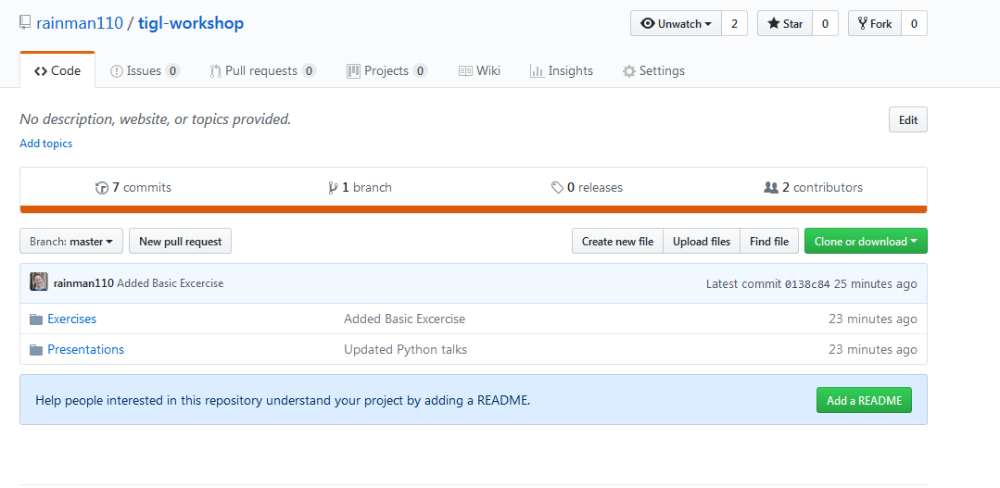 rainman110 / tigl-workshop
Unwatch 2 Star 0 Fork 0
Code Issues 0 Pull requests 0 Projects 0 Wiki Insights Settings
No description, website, or topics provided.
Edit
Add topics
7 commits 1 branch 0 releases 2 contributors
Branch: master New pull request Create new file Upload files Find file Clone or download
rainman110 Added Basic Excercise Latest commit 0138c84 25 minutes ago
Exercises Added Basic Excercise 23 minutes ago
Presentations Updated Python talks 23 minutes ago
Help people interested in this repository understand your project by adding a README. Add a README